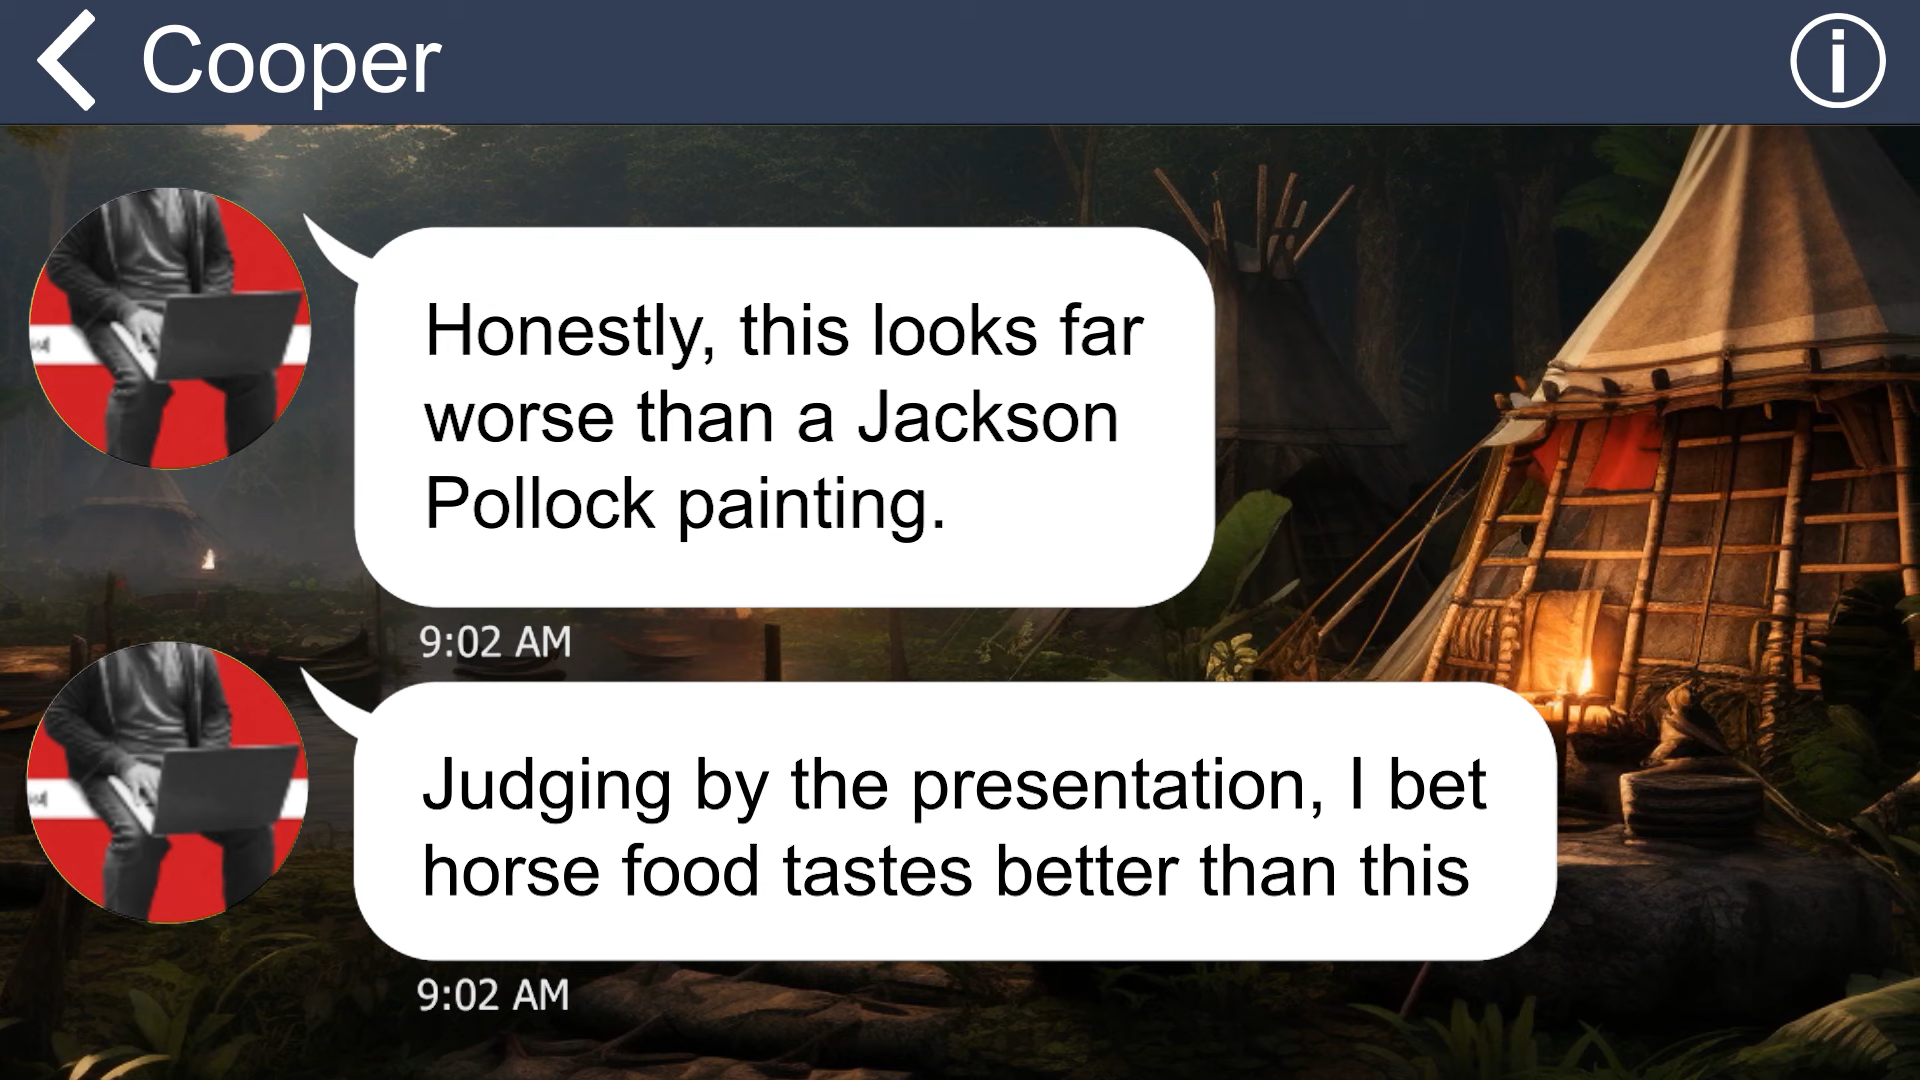 Cooper
Honestly, this looks far
worse than a Jackson
Pollock painting.
9:02 AM
Judging by the presentation, I bet
horse food tastes better than this
9:02 AM